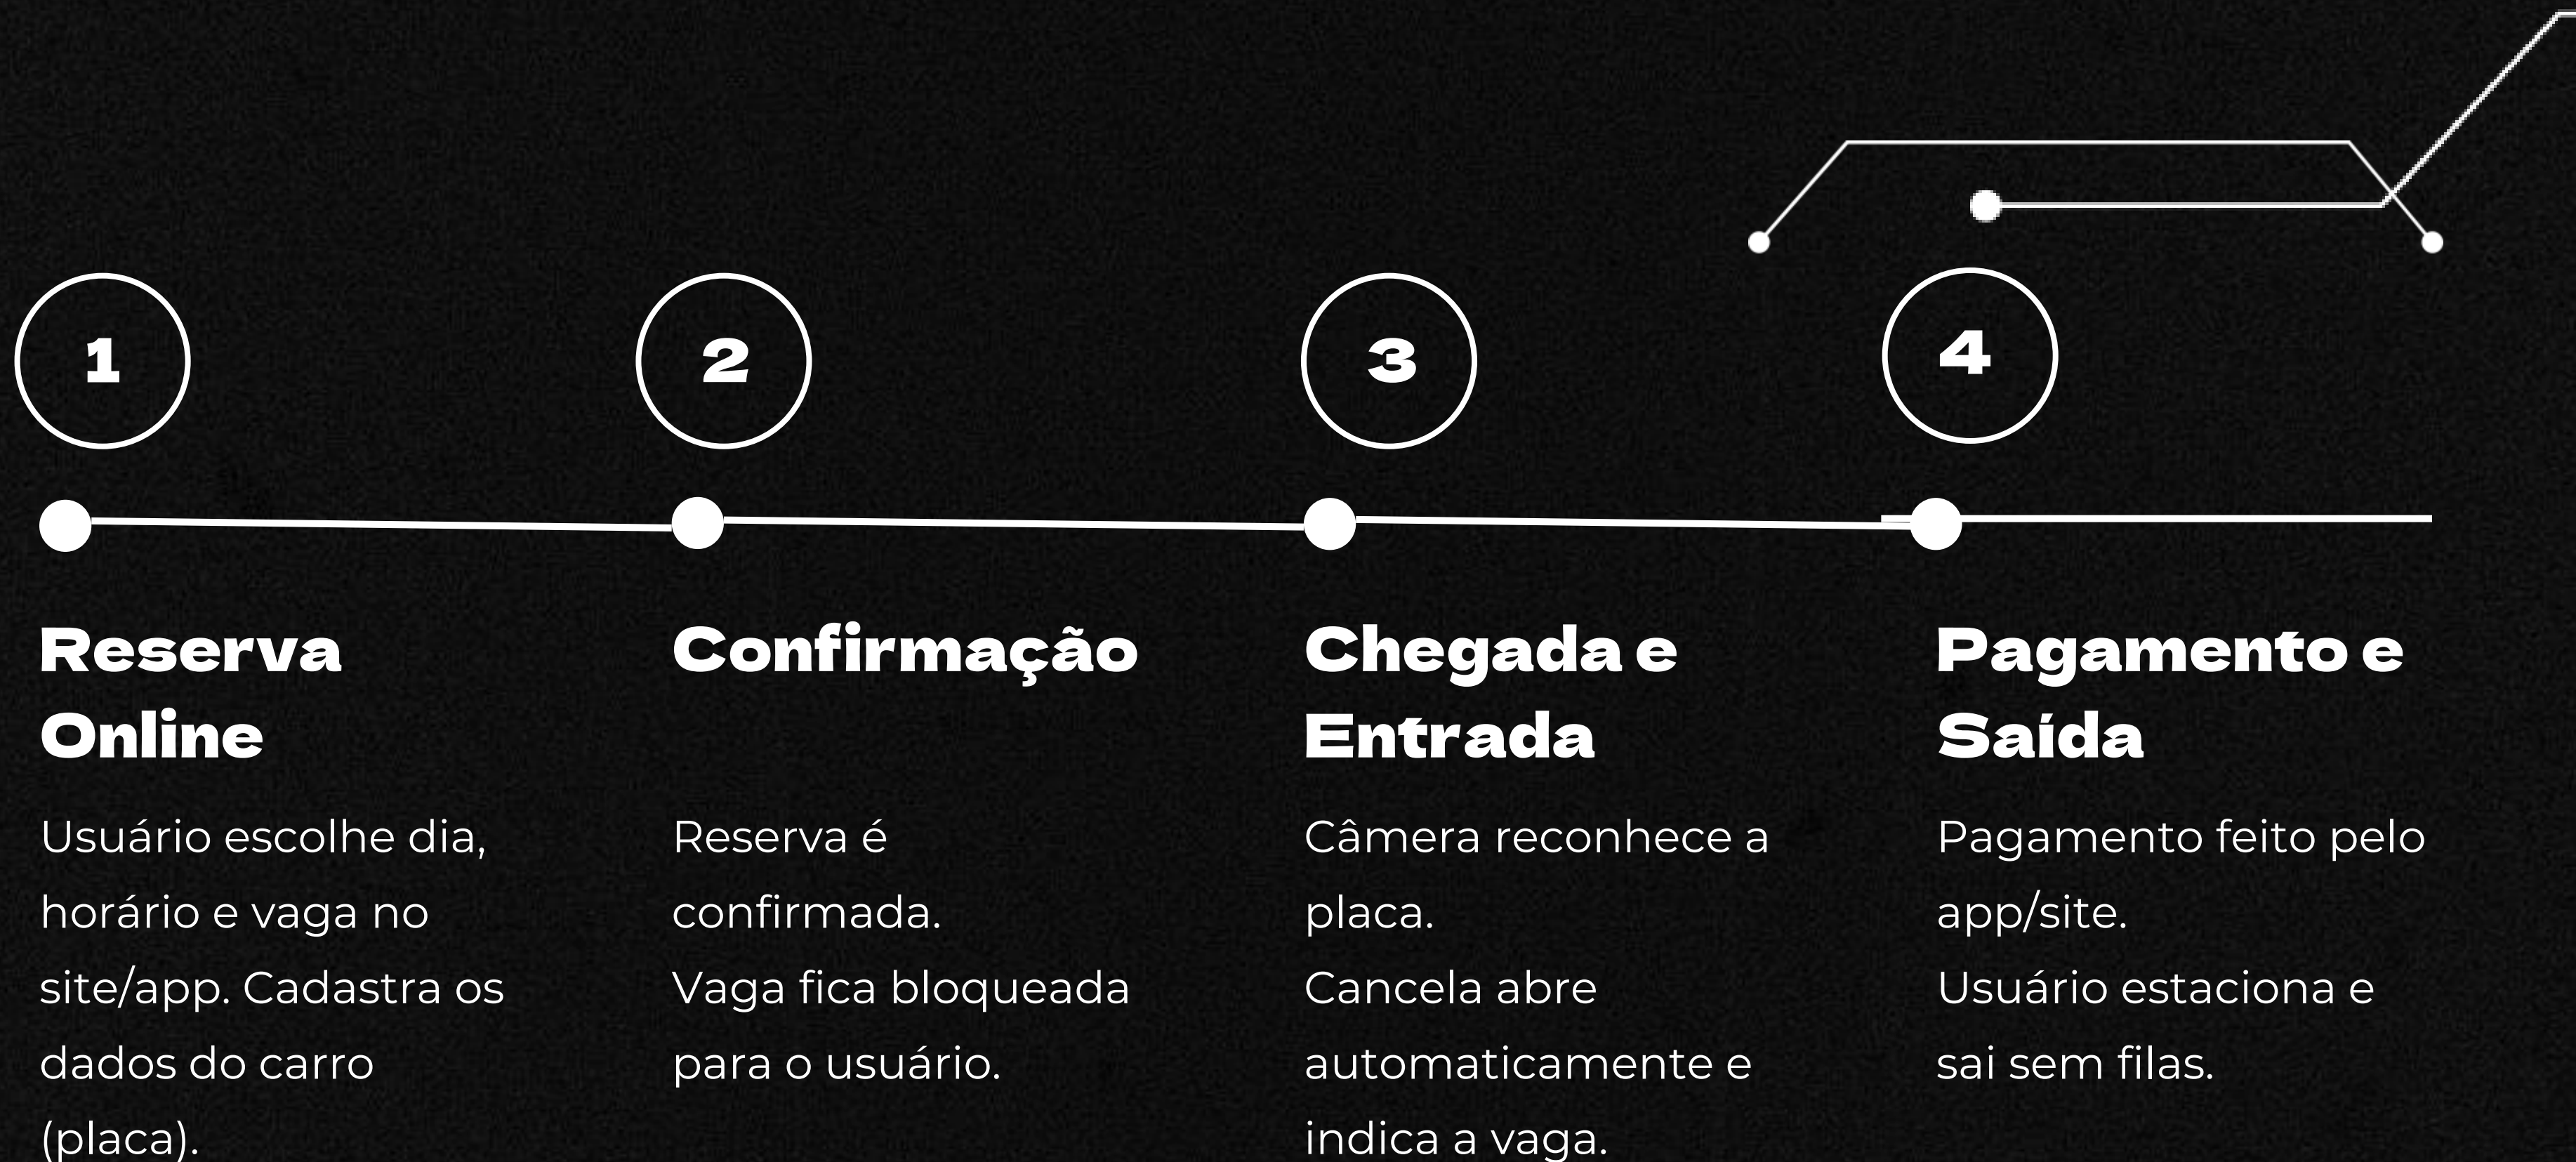 1
2
3
4
Reserva
Online
Usuário escolhe dia,
horário e vaga no
site/app. Cadastra os
dados do carro
(placa).
Confirmação
Reserva é
confirmada.
Vaga fica bloqueada
para o usuário.
Chegada e
Entrada
Câmera reconhece a
placa.
Cancela abre
automaticamente e
indica a vaga.
Pagamento e
Saída
Pagamento feito pelo
app/site.
Usuário estaciona e
sai sem filas.